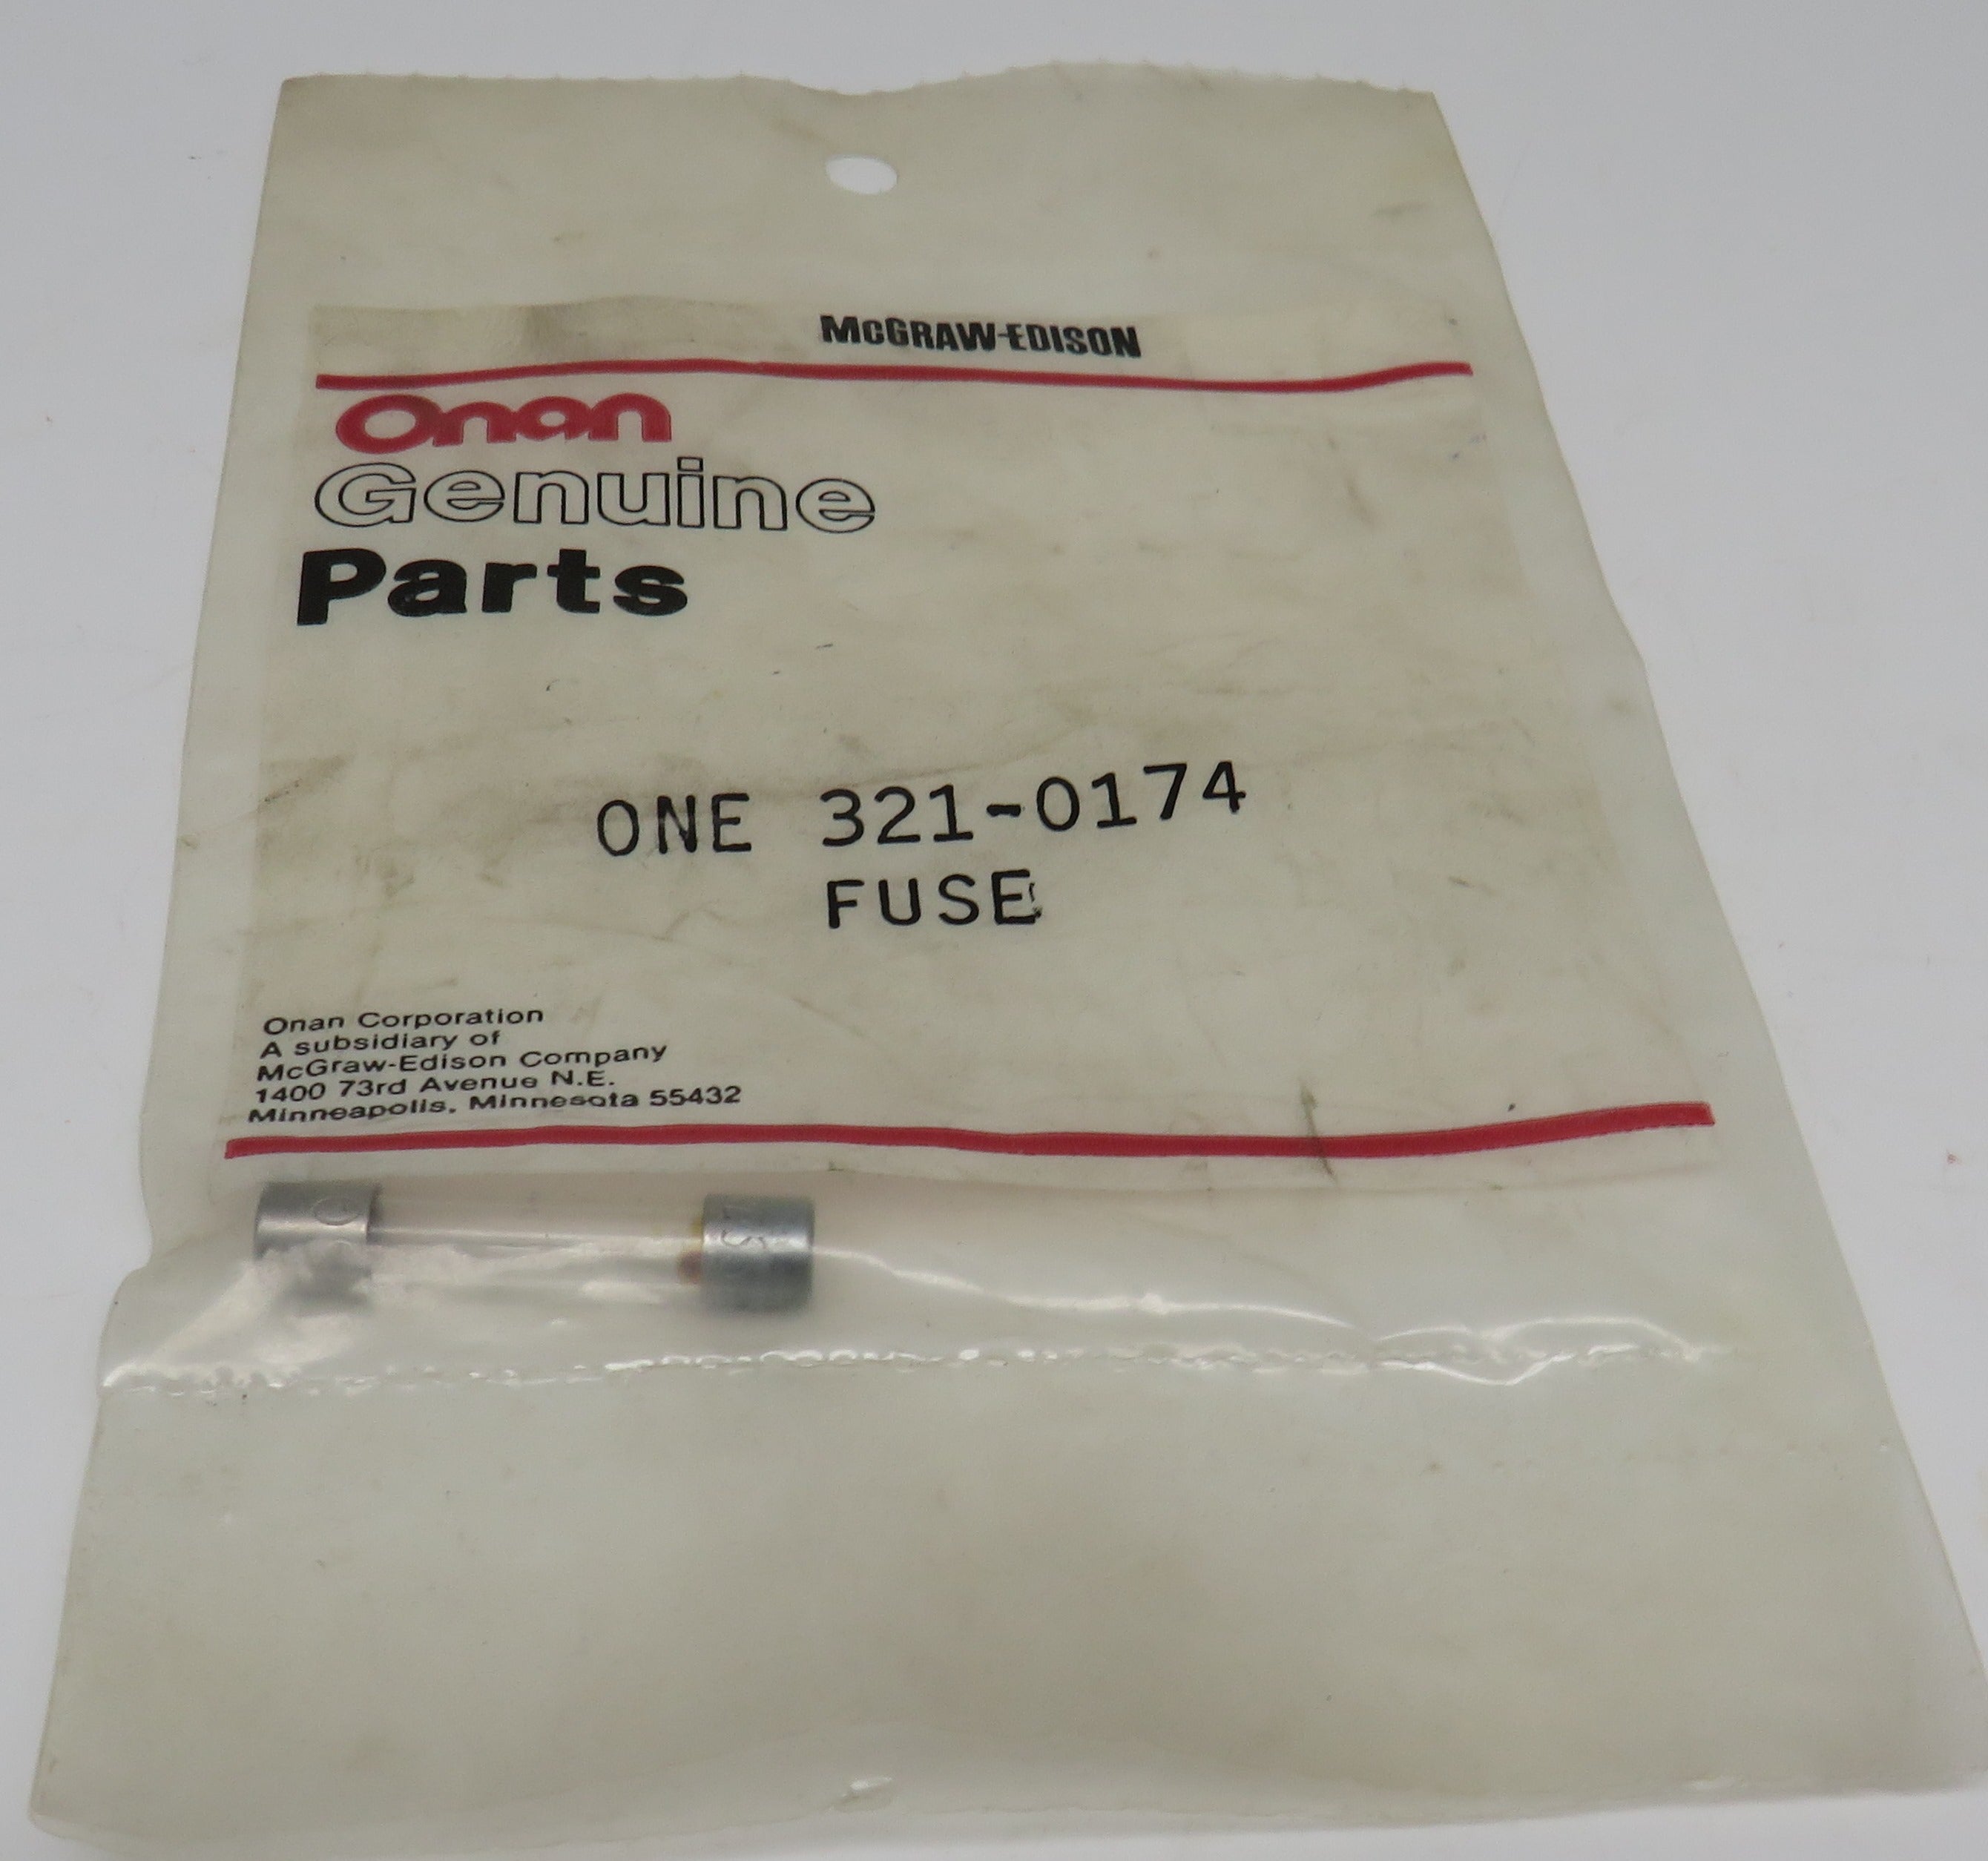 McGRAW-EDISON
Onan
Genuine
Parts
ONE 321-0174
FUSE
Onan Corporation
A subsidiary of
McGraw-Edison Company
1400 73rd Avenue N.E.
Minneapolis, Minnesota 55432